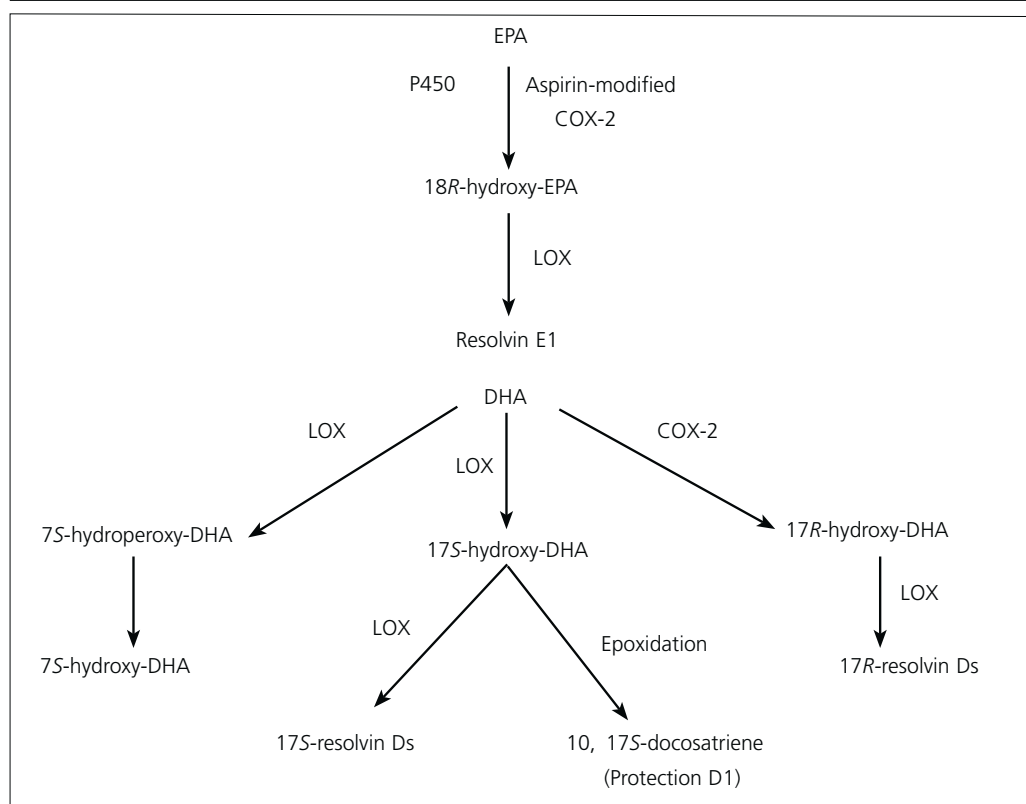 EPA
P450
Aspirin-modified
COX-2
18R-hydroxy-EPA
LOX
Resolvin E1
DHA
LOX
LOX
COX-2
7S-hydroperoxy-DHA
17S-hydroxy-DHA
17R-hydroxy-DHA
LOX
LOX
Epoxidation
7S-hydroxy-DHA
17R-resolvin Ds
17S-resolvin Ds
10, 17S-docosatriene
(Protection D1)